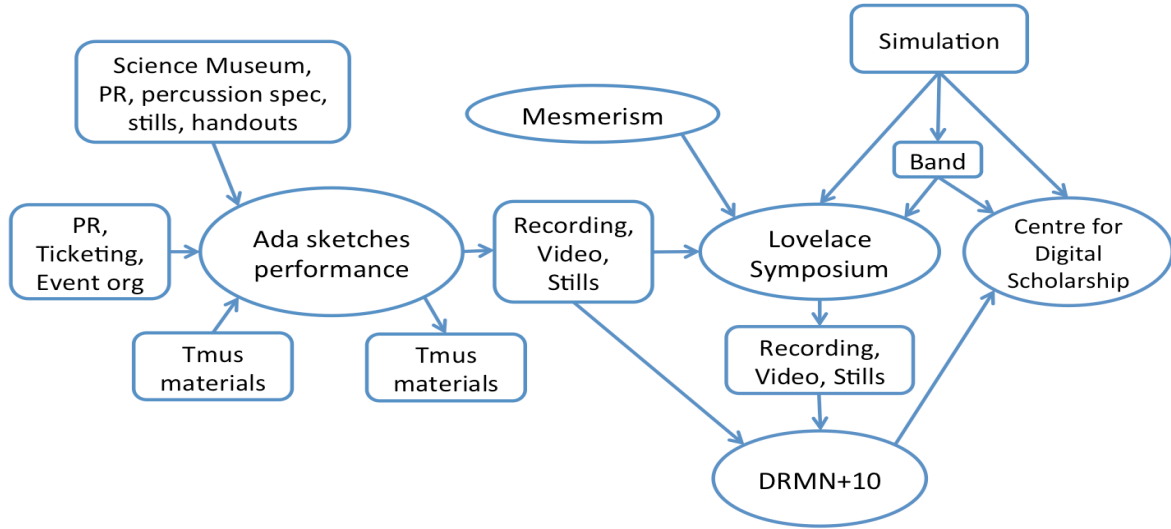 Science Museum,
PR, percussion spec,
stills, handouts
Simulation
Mesmerism
Band
PR,
Ticketing,
Event org
Ada sketches
performance
Recording,
Video,
Stills
Lovelace
Symposium
Centre for
Digital
Scholarship
Tmus
materials
Tmus
materials
Recording,
Video, Stills
DRMN+10